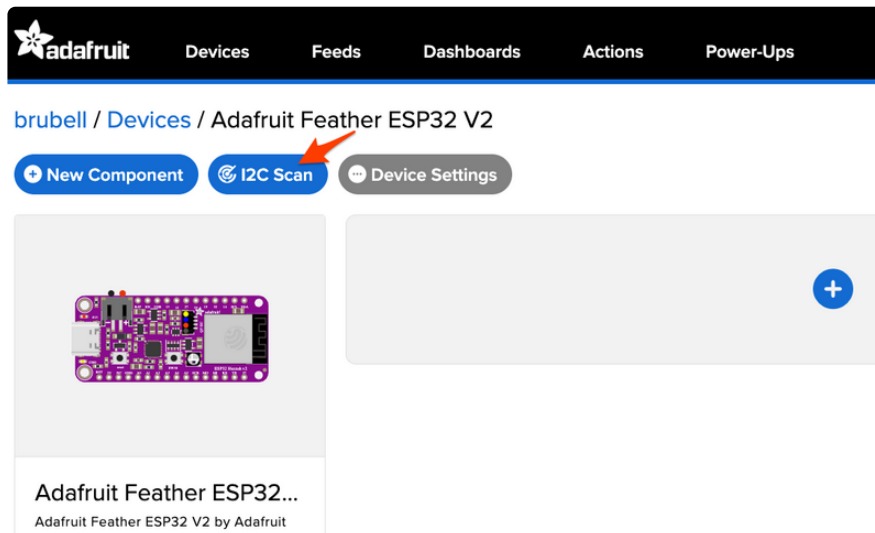 adafruit Devices Feeds Dashboards Actions Power-Ups
brubell / Devices / Adafruit Feather ESP32 V2
New Component I2C Scan Device Settings
Adafruit Feather ESP32...
Adafruit Feather ESP32 V2 by Adafruit